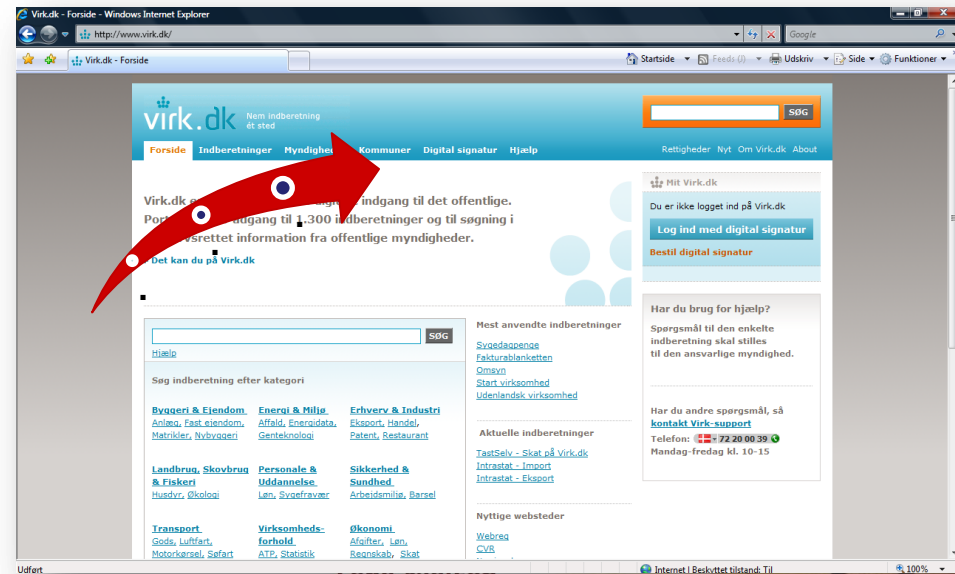 Virk.dk - Forside - Windows Internet Explorer
http://www.virk.dk/
Google
Virk.dk - Forside
Startside
Feeds (J)
Udskriv
Side
Funktioner
virk.dk
Nem indberetning
ét sted
SØG
Forside Indberetninger Kommuner Digital signatur Hjælp
Rettigheder Nyt Om Virk.dk About
Virk.dk indgang til det offentlige.
adgang til 1.300 indberetninger og til søgning i
information fra offentlige myndigheder.
Det kan du på Virk.dk
Mit Virk.dk
Du er ikke logget ind på Virk.dk
Log ind med digital signatur
Bestil digital signatur
SØG
Hjælp
Søg indberetning efter kategori
Byggeri & Ejendom
Anlæg, Fast ejendom,
Matrikler, Nybyggeri
Energi & Miljø
Affald, Energidata,
Genteknologi
Erhverv & Industri
Eksport, Handel,
Patent, Restaurant
Landbrug, Skovbrug
& Fiskeri
Husdyr, Økologi
Personale &
Uddannelse
Løn, Sygefravær
Sikkerhed &
Sundhed
Arbejdsmiljø, Barsel
Transport
Gods, Luftfart,
Motorkørsel, Søfart
Virksomheds-
forhold
ATP, Statistik
Økonomi
Afgifter, Løn,
Regnskab, Skat
Mest anvendte indberetninger
Sygedagpenge
Fakturablanketten
Omsyn
Start virksomhed
Udenlandsk virksomhed
Aktuelle indberetninger
TastSelv - Skat på Virk.dk
Intrastat - Import
Intrastat - Eksport
Nyttige websteder
Webreg
CVR
Har du brug for hjælp?
Spørgsmål til den enkelte
indberetning skal stilles
til den ansvarlige myndighed.
Har du andre spørgsmål, så
kontakt Virk-support
Telefon: 72 20 00 39
Mandag-fredag kl. 10-15
Udført
Internet | Beskyttet tilstand: Til
100%